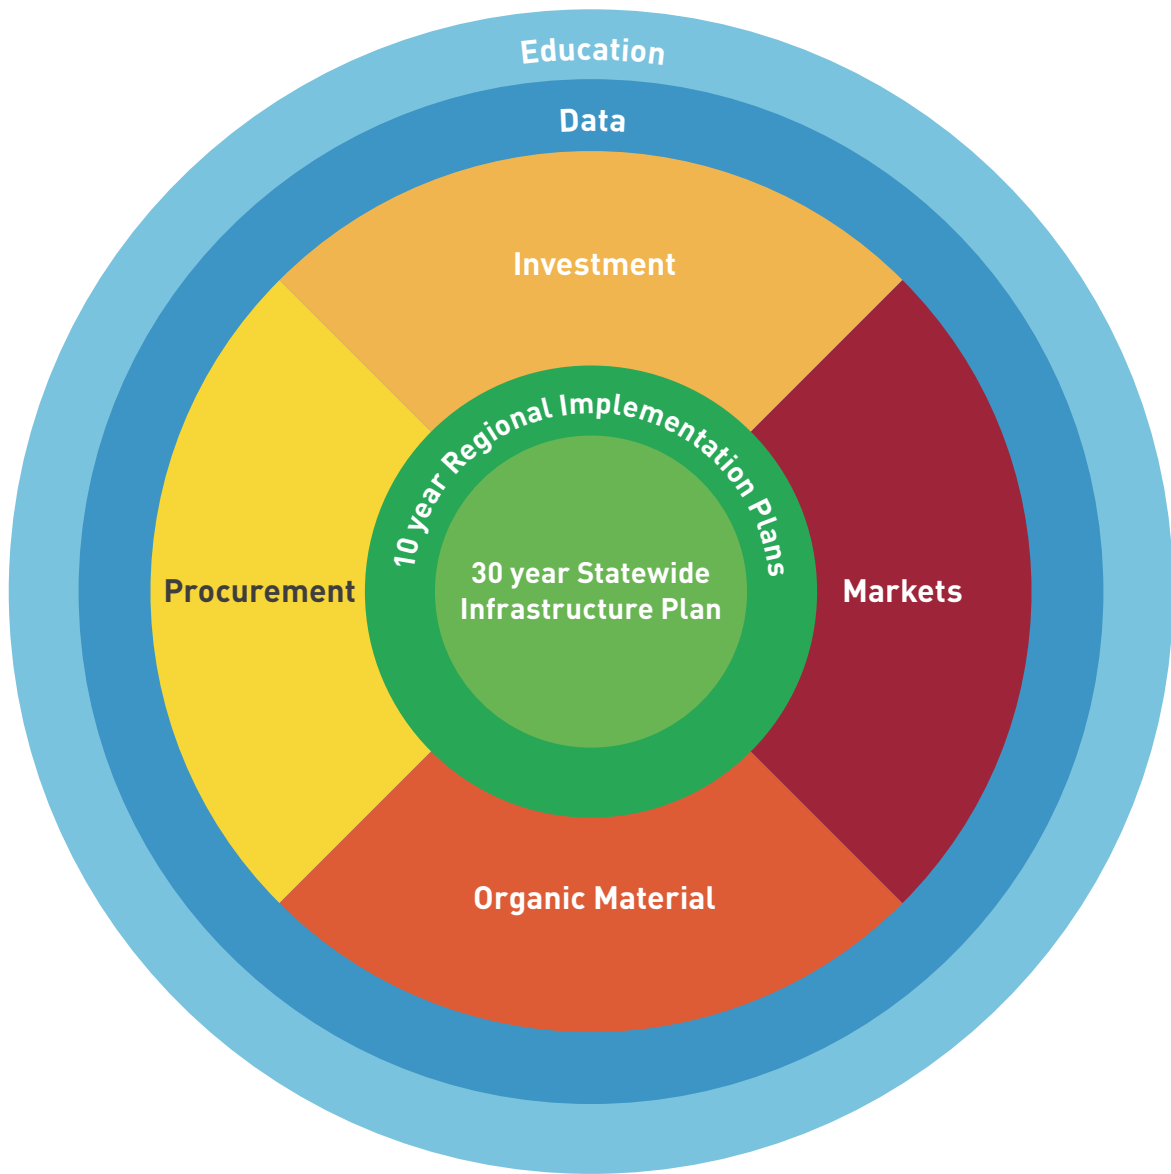 Education
Data
Investment
10 year Regional Implementation Plans
30 year Statewide
Infrastructure Plan
Procurement
Markets
Organic Material